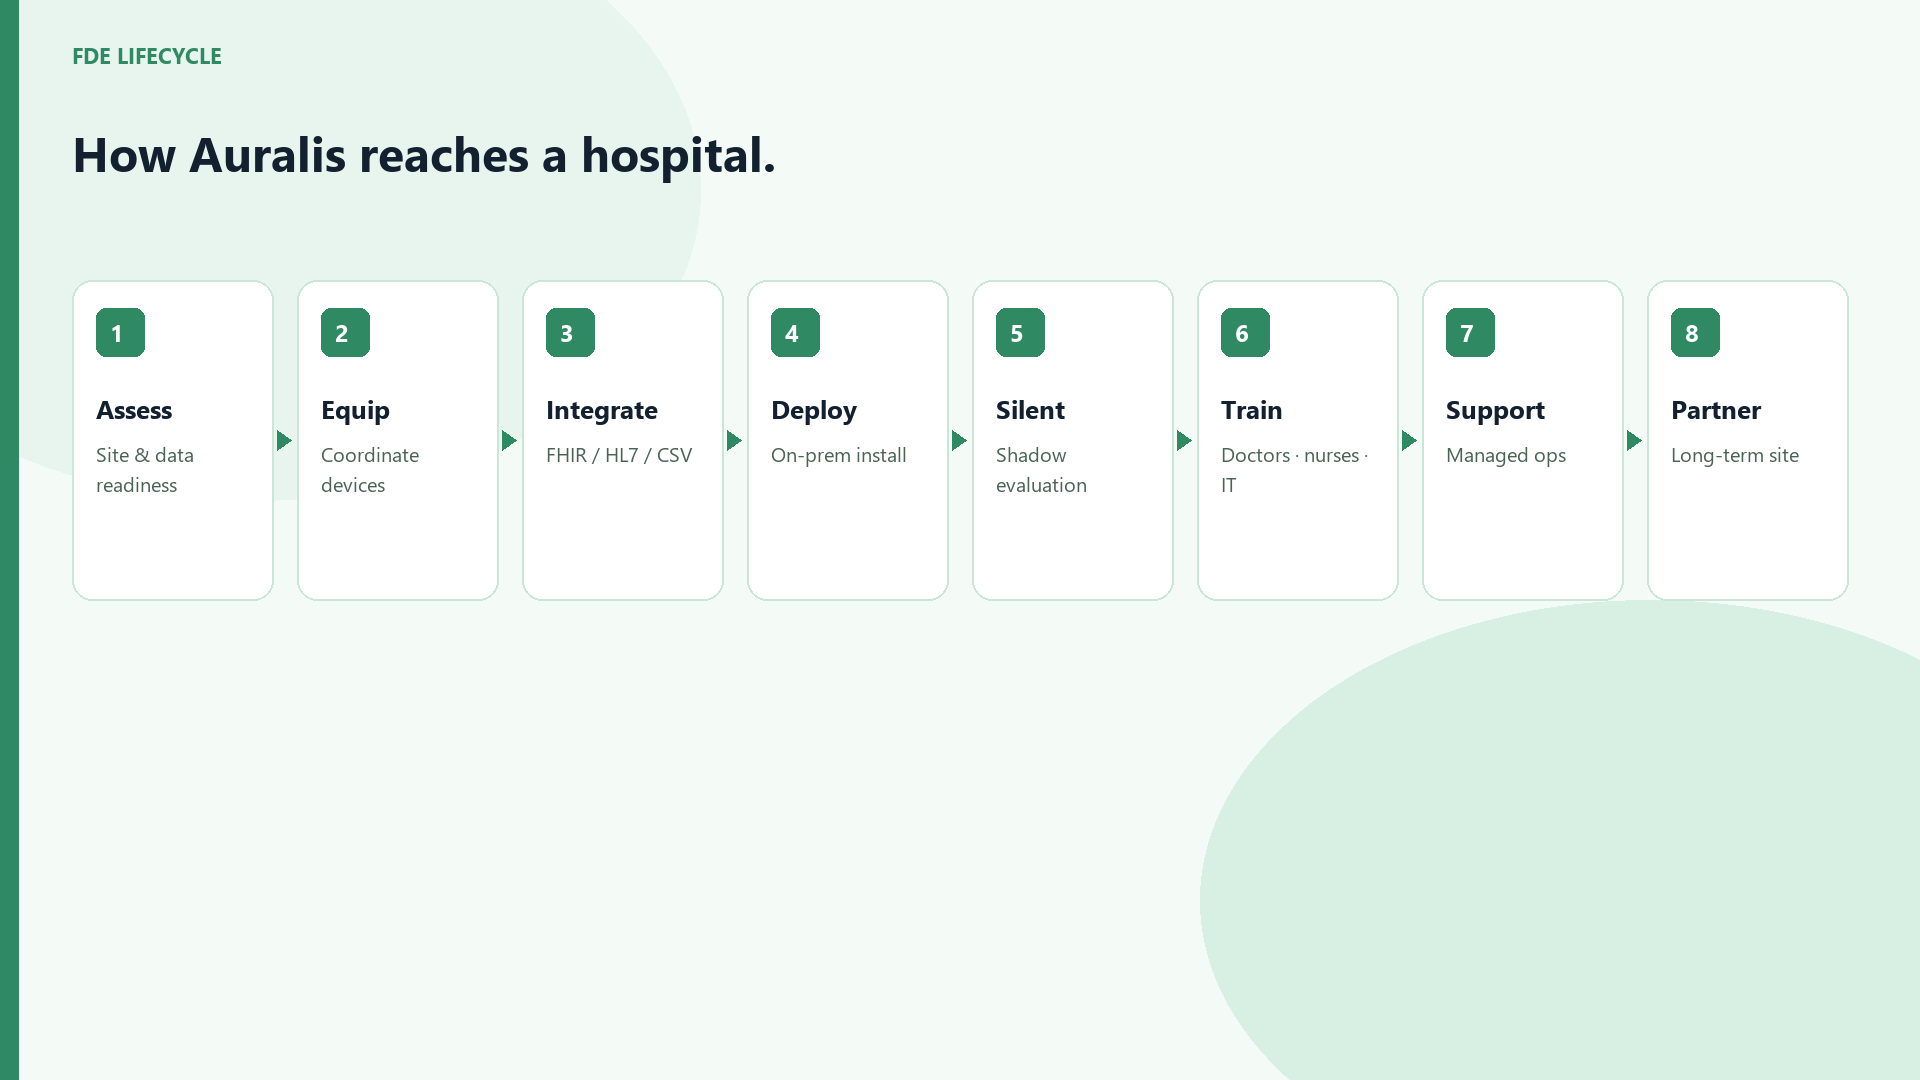 FDE LIFECYCLE
How Auralis reaches a hospital.
1
Assess
Site & data
readiness
2
Equip
Coordinate
devices
3
Integrate
FHIR / HL7 / CSV
4
Deploy
On-prem install
5
Silent
Shadow
evaluation
6
Train
Doctors · nurses ·
IT
7
Support
Managed ops
8
Partner
Long-term site